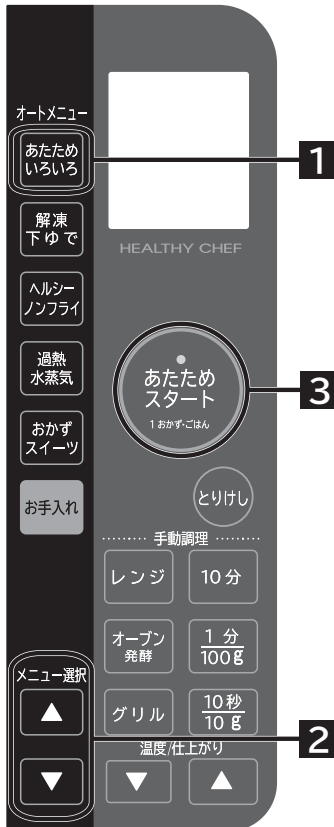 オートメニュー
あたため
いろいろ
1
解凍
下ゆで
HEALTHY CHEF
ヘルシー
ノンフライ
過熱
水蒸気
あたため
スタート
1 おかず・ごはん
3
おかず
スイーツ
お手入れ
とりけし
手動調理
レンジ
10分
オーブン
発酵
1分
100g
メニュー選択
▲
▼
2
グリル
10秒
10g
温度/仕上がり
▼
▲